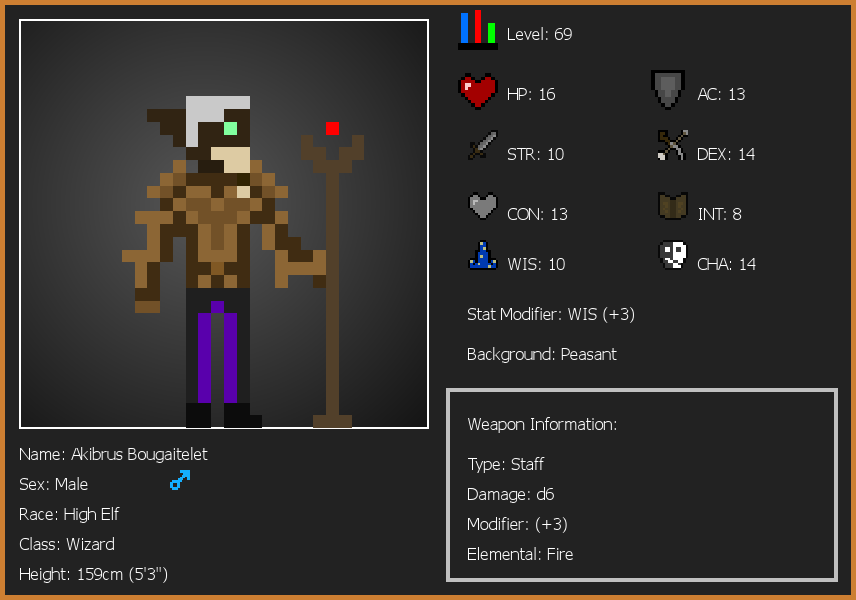 Level: 69
HP: 16
AC: 13
STR: 10
DEX: 14
CON: 13
INT: 8
WIS: 10
CHA: 14
Stat Modifier: WIS (+3)
Background: Peasant
Weapon Information:
Type: Staff
Damage: d6
Modifier: (+3)
Elemental: Fire
Name: Akibrus Bougaitelet
Sex: Male
Race: High Elf
Class: Wizard
Height: 159cm (5'3")